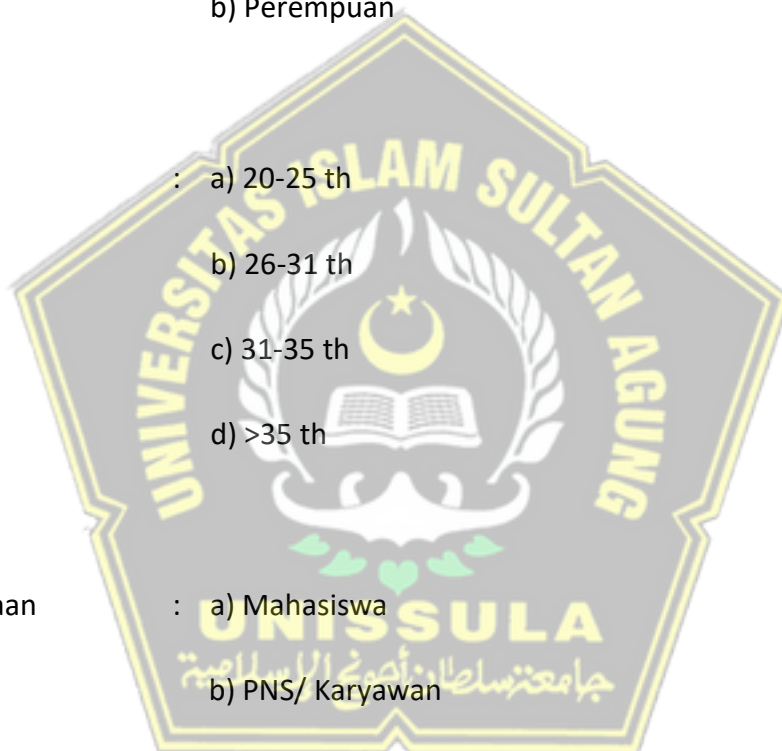 b) Perempuan
: a) 20-25 th
b) 26-31 th
c) 31-35 th
d) >35 th
: a) Mahasiswa
b) PNS/ Karyawan
UNIVERSITAS ISLAM SULTAN AGUNG
UNISSULA
جامعة سلطان أجونج الإسلامية